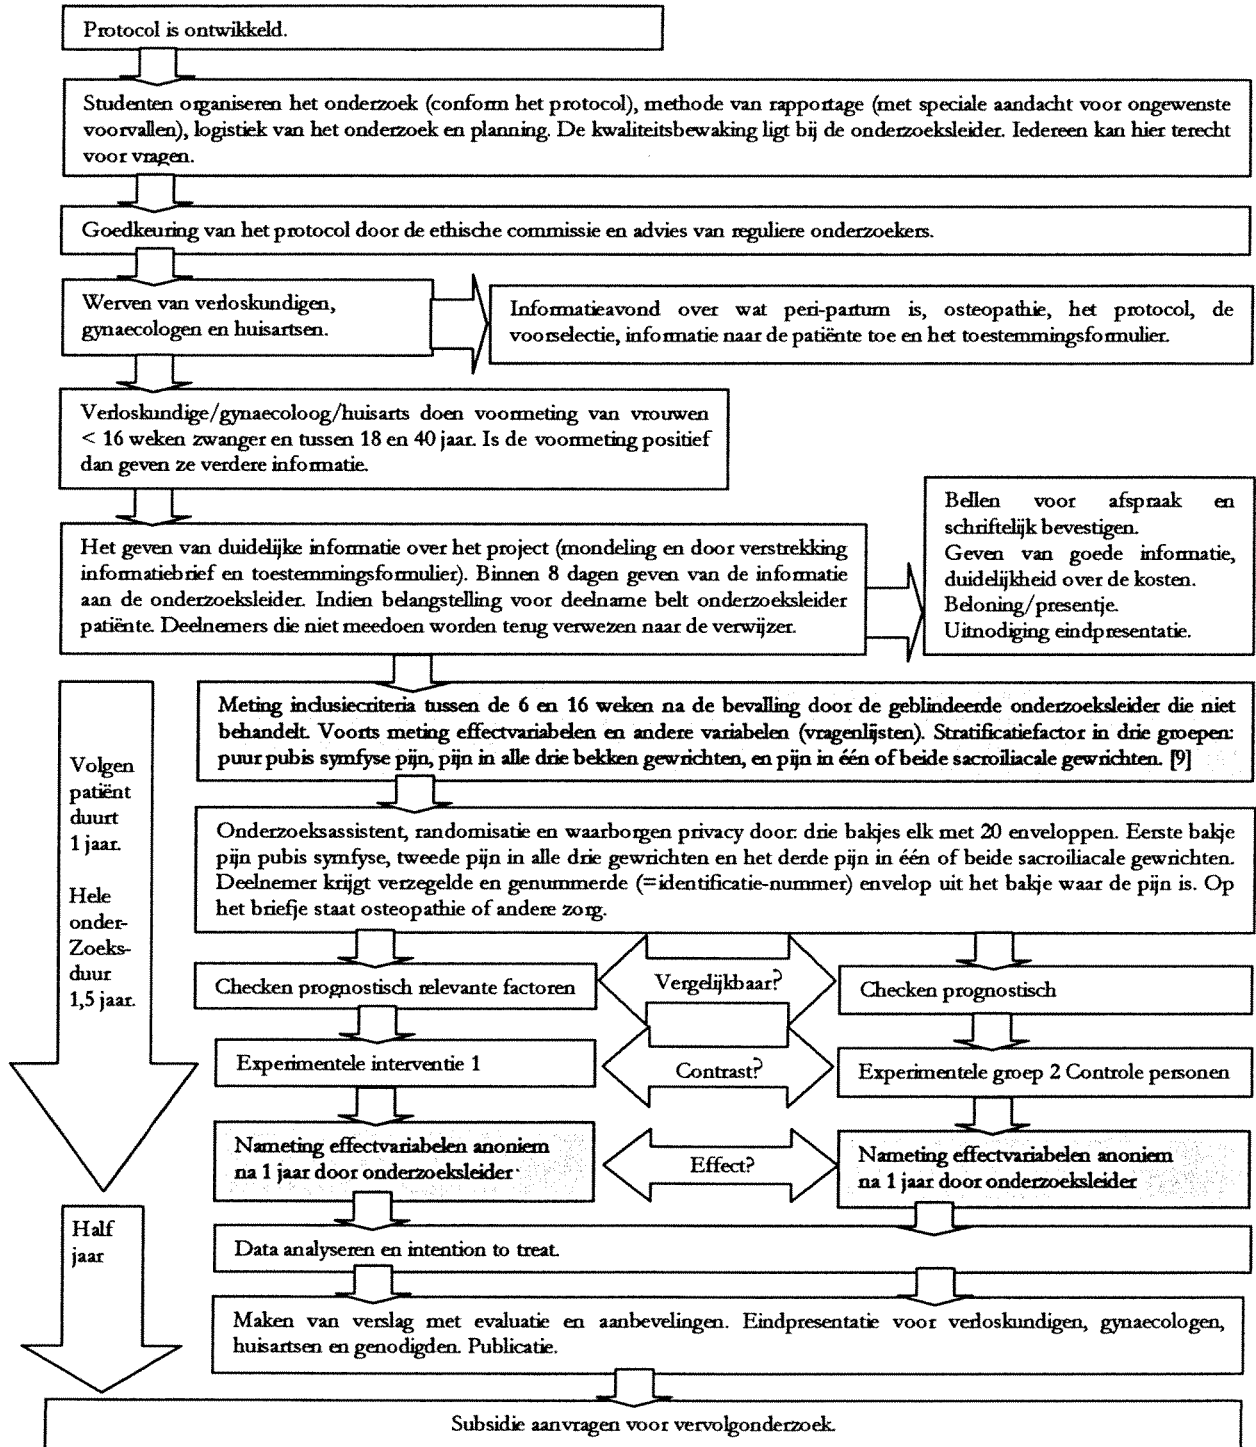 Protocol is ontwikkeld.
Studenten organiseren het onderzoek (conform het protocol), methode van rapportage (met speciale aandacht voor ongewenste
voorvallen), logistiek van het onderzoek en planning. De kwaliteitsbewaking ligt bij de onderzoeksleider. Iedereen kan hier terecht
voor vragen.
Goedkeuring van het protocol door de ethische commissie en advies van reguliere onderzoekers.
Werven van verloskundigen,
gynaecologen en huisartsen.
Informatieavond over wat peri-partum is, osteopathie, het protocol, de
voorselectie, informatie naar de patiënte toe en het toestemmingsformulier.
Verloskundige/gynaecoloog/huisarts doen voormeting van vrouwen
< 16 weken zwanger en tussen 18 en 40 jaar. Is de voormeting positief
dan geven ze verdere informatie.
Het geven van duidelijke informatie over het project (mondeling en door verstrekking
informatiebrief en toestemmingsformulier). Binnen 8 dagen geven van de informatie
aan de onderzoeksleider. Indien belangstelling voor deelname belt onderzoeksleider
patiënte. Deelnemers die niet meedoen worden terug verwezen naar de verwijzer.
Bellen voor afspraak en
schriftelijk bevestigen.
Geven van goede informatie,
duidelijkheid over de kosten.
Beloning/presentje.
Uitnodiging eindpresentatie.
Volgen
patiënt
duurt
1 jaar.
Hele
onder-
Zoeks-
duur
1,5 jaar.
Meting inclusiecriteria tussen de 6 en 16 weken na de bevalling door de geblindeerde onderzoeksleider die niet
behandelt. Voorts meting effectvariabelen en andere variabelen (vragenlijsten). Stratificatiefactor in drie groepen:
puur pubis symfyse pijn, pijn in alle drie bekken gewrichten, en pijn in één of beide sacroiliacale gewrichten. [9]
Onderzoeksassistent, randomisatie en waarborgen privacy door: drie bakjes elk met 20 enveloppen. Eerste bakje
pijn pubis symfyse, tweede pijn in alle drie gewrichten en het derde pijn in één of beide sacroiliacale gewrichten.
Deelnemer krijgt verzegelde en genummerde (=identificatie-nummer) envelop uit het bakje waar de pijn is. Op
het briefje staat osteopathie of andere zorg.
Checken prognostisch relevante factoren
Vergelijkbaar?
Checken prognostisch
Experimentele interventie 1
Contrast?
Experimentele groep 2 Controle personen
Nameting effectvariabelen anoniem
na 1 jaar door onderzoeksleider
Effect?
Nameting effectvariabelen anoniem
na 1 jaar door onderzoeksleider
Half
jaar
Data analyseren en intention to treat.
Maken van verslag met evaluatie en aanbevelingen. Eindpresentatie voor verloskundigen, gynaecologen,
huisartsen en genodigden. Publicatie.
Subsidie aanvragen voor vervolgonderzoek.